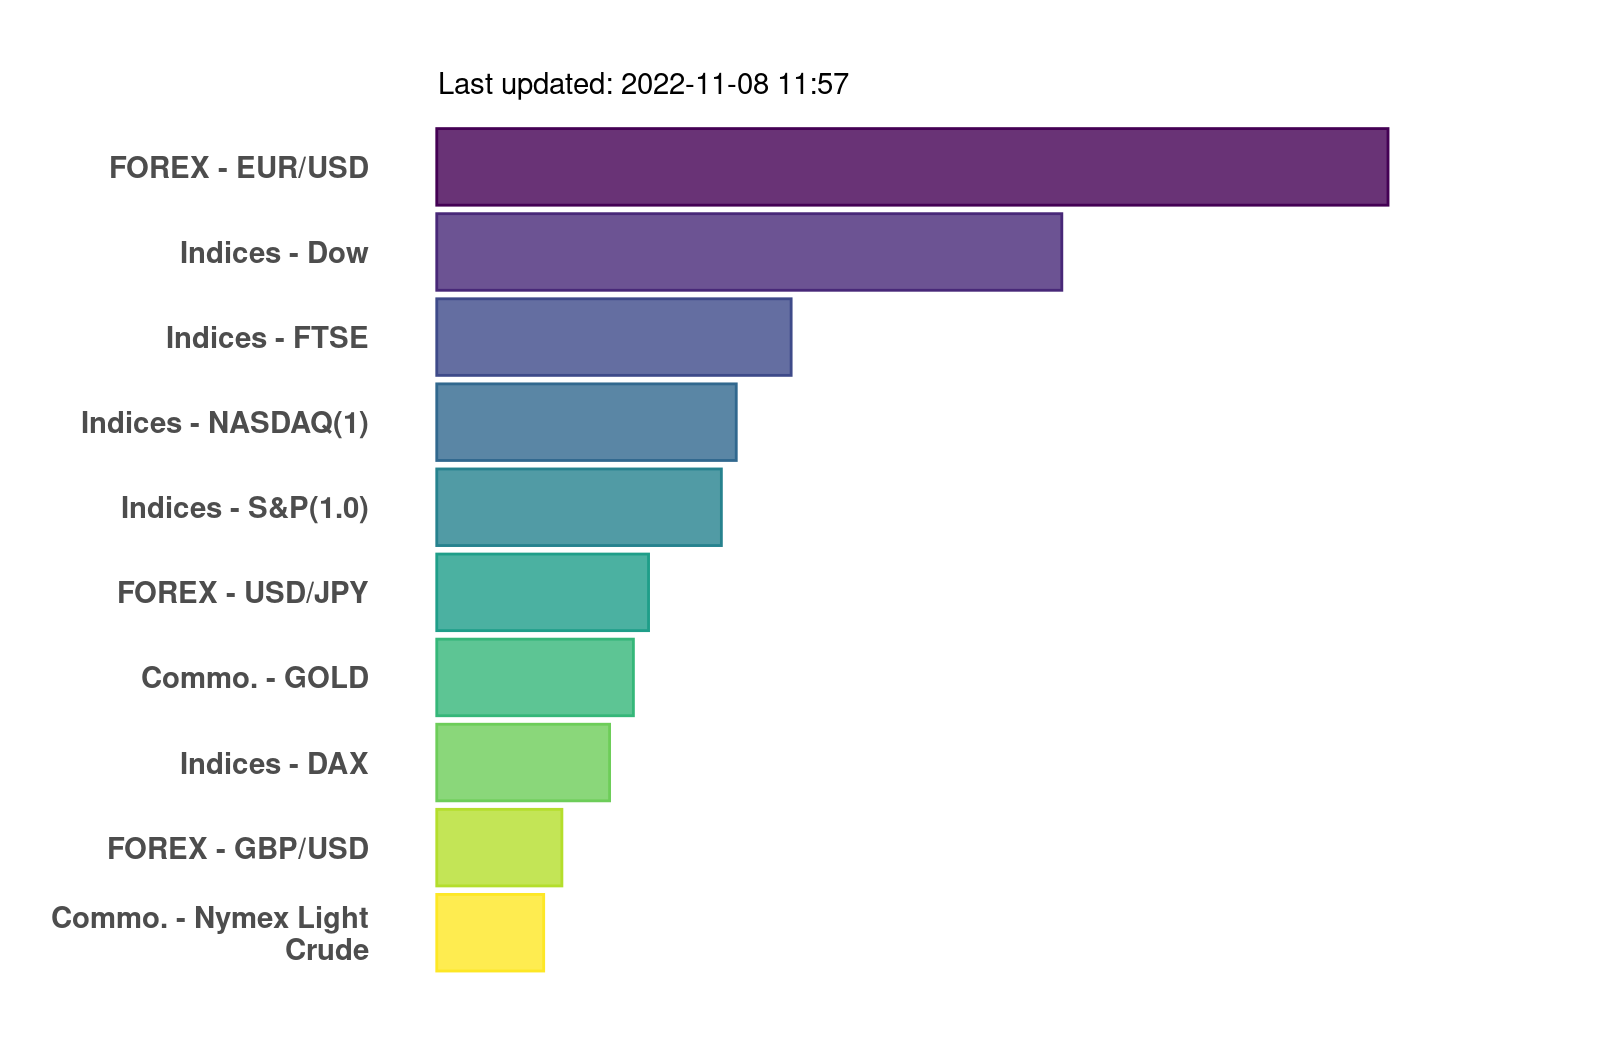 Last updated: 2022-11-08 11:57
FOREX - EUR/USD
Indices - Dow
Indices - FTSE
Indices - NASDAQ(1)
Indices - S&P(1.0)
FOREX - USD/JPY
Commo. - GOLD
Indices - DAX
FOREX - GBP/USD
Commo. - Nymex Light
Crude